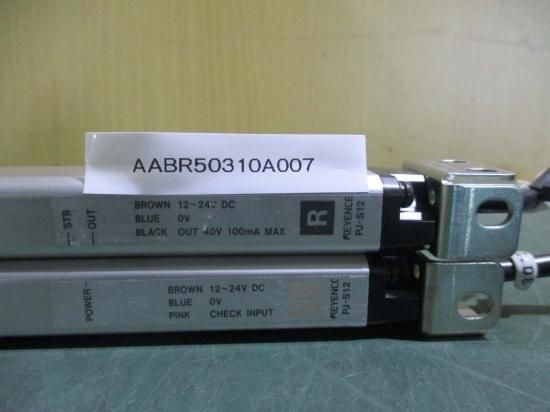 AABR50310A007
STB
OUT
BROWN 12~24V DC
BLUE 0V
BLACK OUT 40V 100mA MAX
R
KEYENCE
PJ-S12
POWER
BROWN 12~24V DC
BLUE 0V
PINK CHECK INPUT
KEYENCE
PJ-S12
30